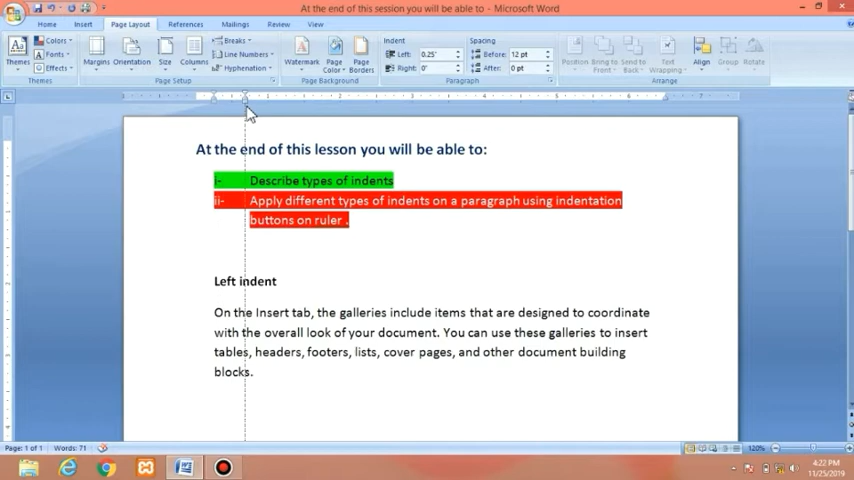 At the end of this session you will be able to - Microsoft Word
Home Insert Page Layout References Mailings Review View
Themes
Colors
Fonts
Effects
Themes
Margins Orientation Size Columns
Breaks
Line Numbers
Hyphenation
Page Setup
Watermark Page Color Page Borders
Page Background
Indent
Left: 0.25"
Right: 0"
Spacing
Before: 12 pt
After: 0 pt
Paragraph
Position Bring to Front Send to Back Text Wrapping Align Group Rotate
Arrange
At the end of this lesson you will be able to:
i- Describe types of indents
ii- Apply different types of indents on a paragraph using indentation
buttons on ruler .
Left indent
On the Insert tab, the galleries include items that are designed to coordinate
with the overall look of your document. You can use these galleries to insert
tables, headers, footers, lists, cover pages, and other document building
blocks.
Page: 1 of 1 Words: 71 120%
4:22 PM
11/25/2019